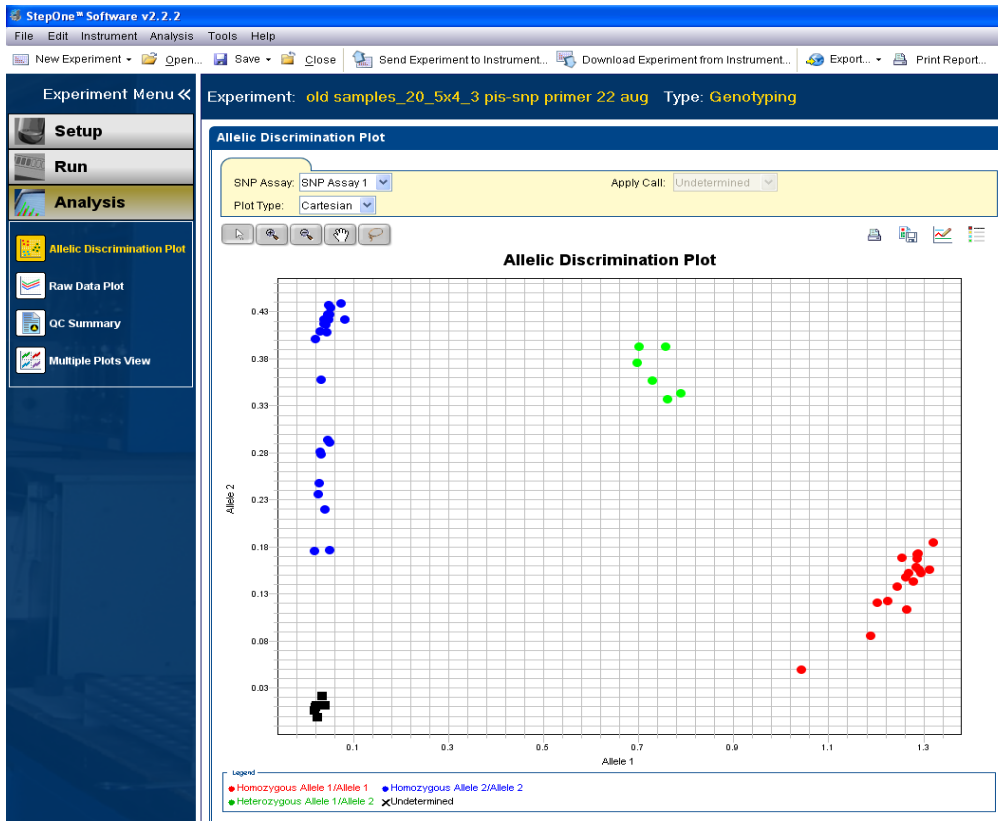 StepOne™ Software v2.2.2
File Edit Instrument Analysis Tools Help
New Experiment Open... Save Close Send Experiment to Instrument... Download Experiment from Instrument... Export... Print Report...
Experiment Menu
Experiment: old samples_20_5x4_3 pis-snp primer 22 aug Type: Genotyping
Setup
Run
Analysis
Allelic Discrimination Plot
Raw Data Plot
QC Summary
Multiple Plots View
Allelic Discrimination Plot
SNP Assay: SNP Assay 1 Apply Call: Undetermined
Plot Type: Cartesian
Allelic Discrimination Plot
0.43
0.38
0.33
0.28
0.23
0.18
0.13
0.08
0.03
Allele 2
0.1 0.3 0.5 0.7 0.9 1.1 1.3
Allele 1
Legend
Homozygous Allele 1/Allele 1 Homozygous Allele 2/Allele 2
Heterozygous Allele 1/Allele 2 Undetermined